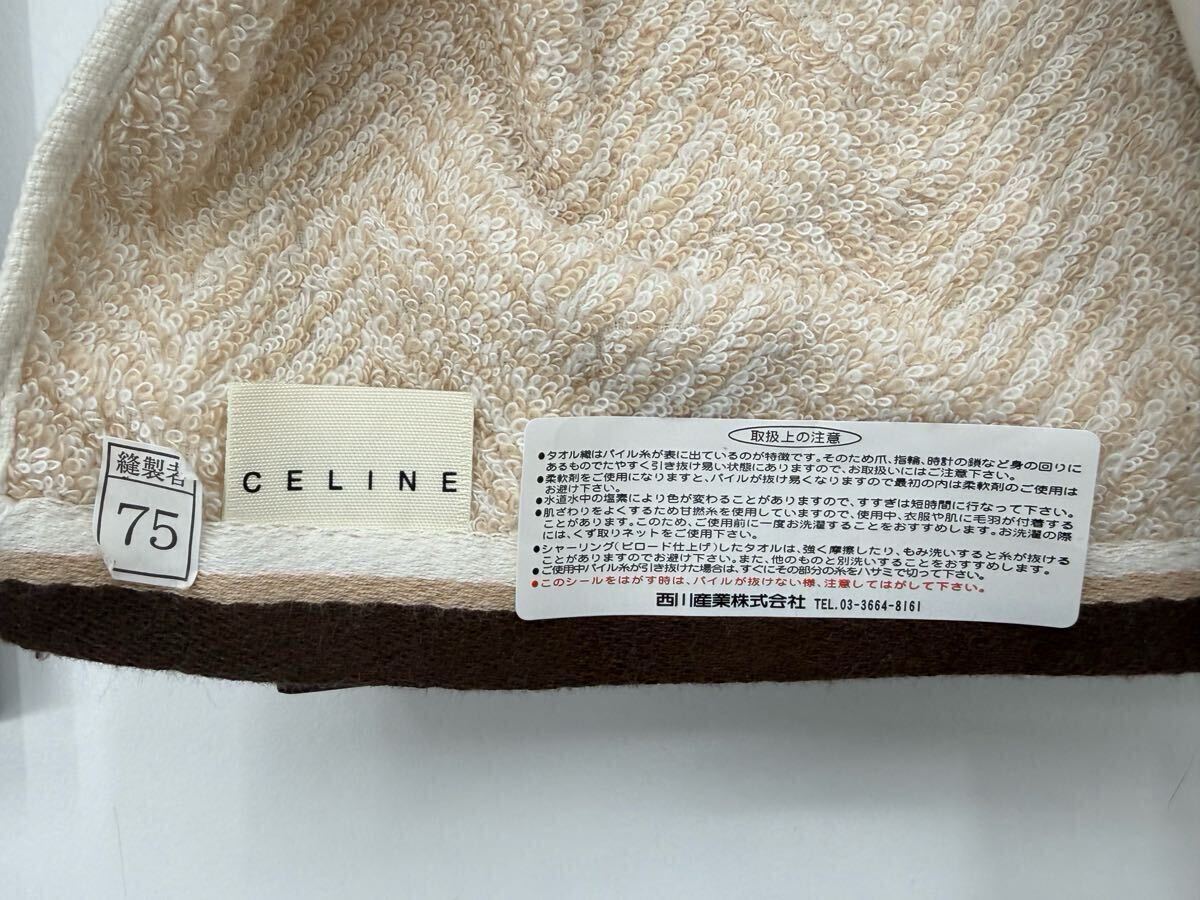 縫製者
75
CELINE
取扱上の注意
●タオル織はパイル糸が表に出ているのが特徴です。そのため爪、指輪、時計の鎖など身の回りに
あるものでたやすく引き抜け易い状態にありますので、お取扱いにはご注意下さい。
●柔軟剤をご使用になりますと、パイルが抜け易くなりますので最初の内は柔軟剤のご使用は
お避け下さい。
●水道水中の塩素により色が変わることがありますので、すすぎは短時間に行なって下さい。
●肌ざわりをよくするため甘撚糸を使用していますので、使用中、衣服や肌に毛羽が付着する
ことがあります。このため、ご使用前に一度お洗濯することをおすすめします。お洗濯の際
には、くず取りネットをご使用下さい。
●シャーリング(ビロード仕上げ)したタオルは、強く摩擦したり、もみ洗いすると糸が抜ける
ことがありますのでお避け下さい。また、他のものと別洗いすることをおすすめします。
●ご使用中パイル糸が引き抜けた場合は、すぐにその部分の糸をハサミで切って下さい。
●このシールをはがす時は、パイルが抜けない様、注意してはがして下さい。
西川産業株式会社 TEL.03-3664-8161